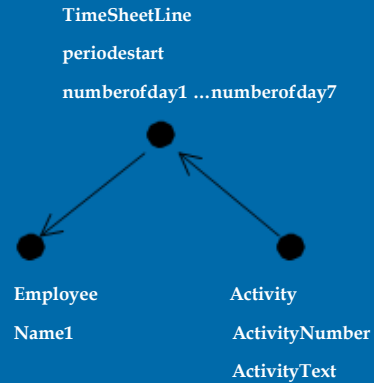 TimeSheetLine
periodestart
numberofday1 ...numberofday7
Employee
Activity
Name1
ActivityNumber
ActivityText